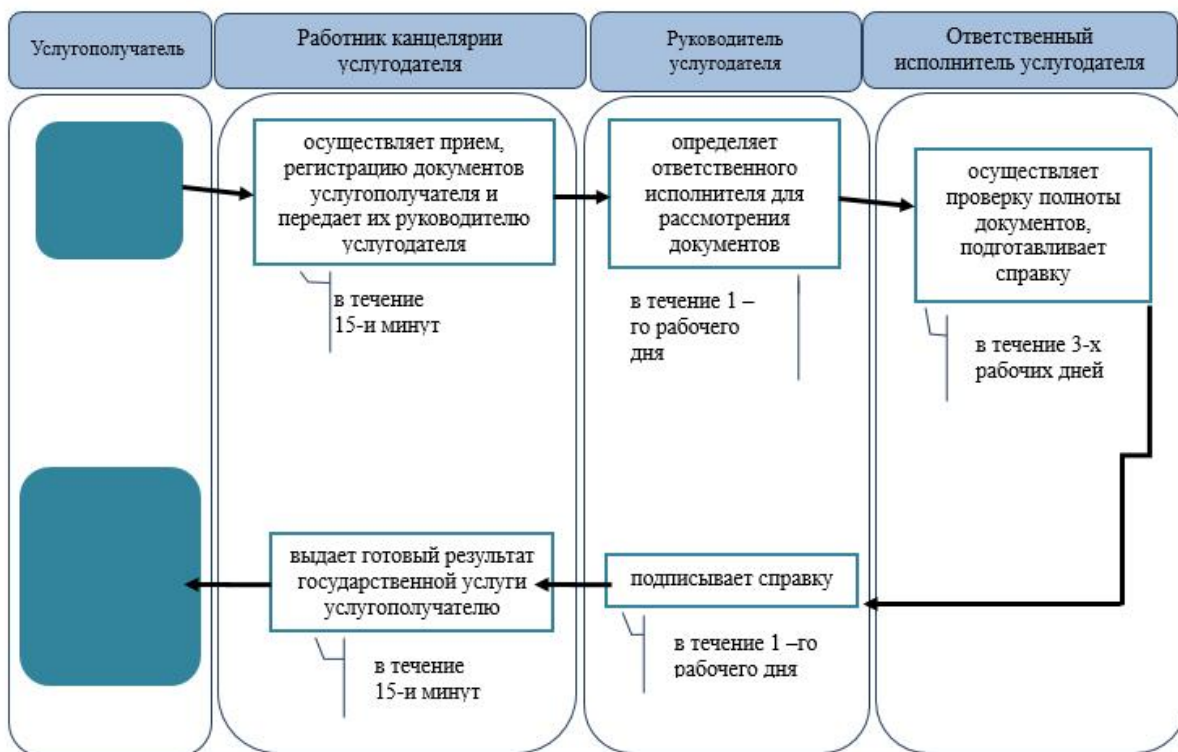 Услугополучатель
Работник канцелярии
услугодателя
Руководитель
услугодателя
Ответственный
исполнитель услугодателя
осуществляет прием,
регистрацию документов
услугополучателя и
передает их руководителю
услугодателя
в течение
15-и минут
определяет
ответственного
исполнителя для
рассмотрения
документов
в течение 1 –
го рабочего
дня
осуществляет
проверку полноты
документов,
подготавливает
справку
в течение 3-х
рабочих дней
выдает готовый результат
государственной услуги
услугополучателю
в течение
15-и минут
подписывает справку
в течение 1 –го
рабочего дня